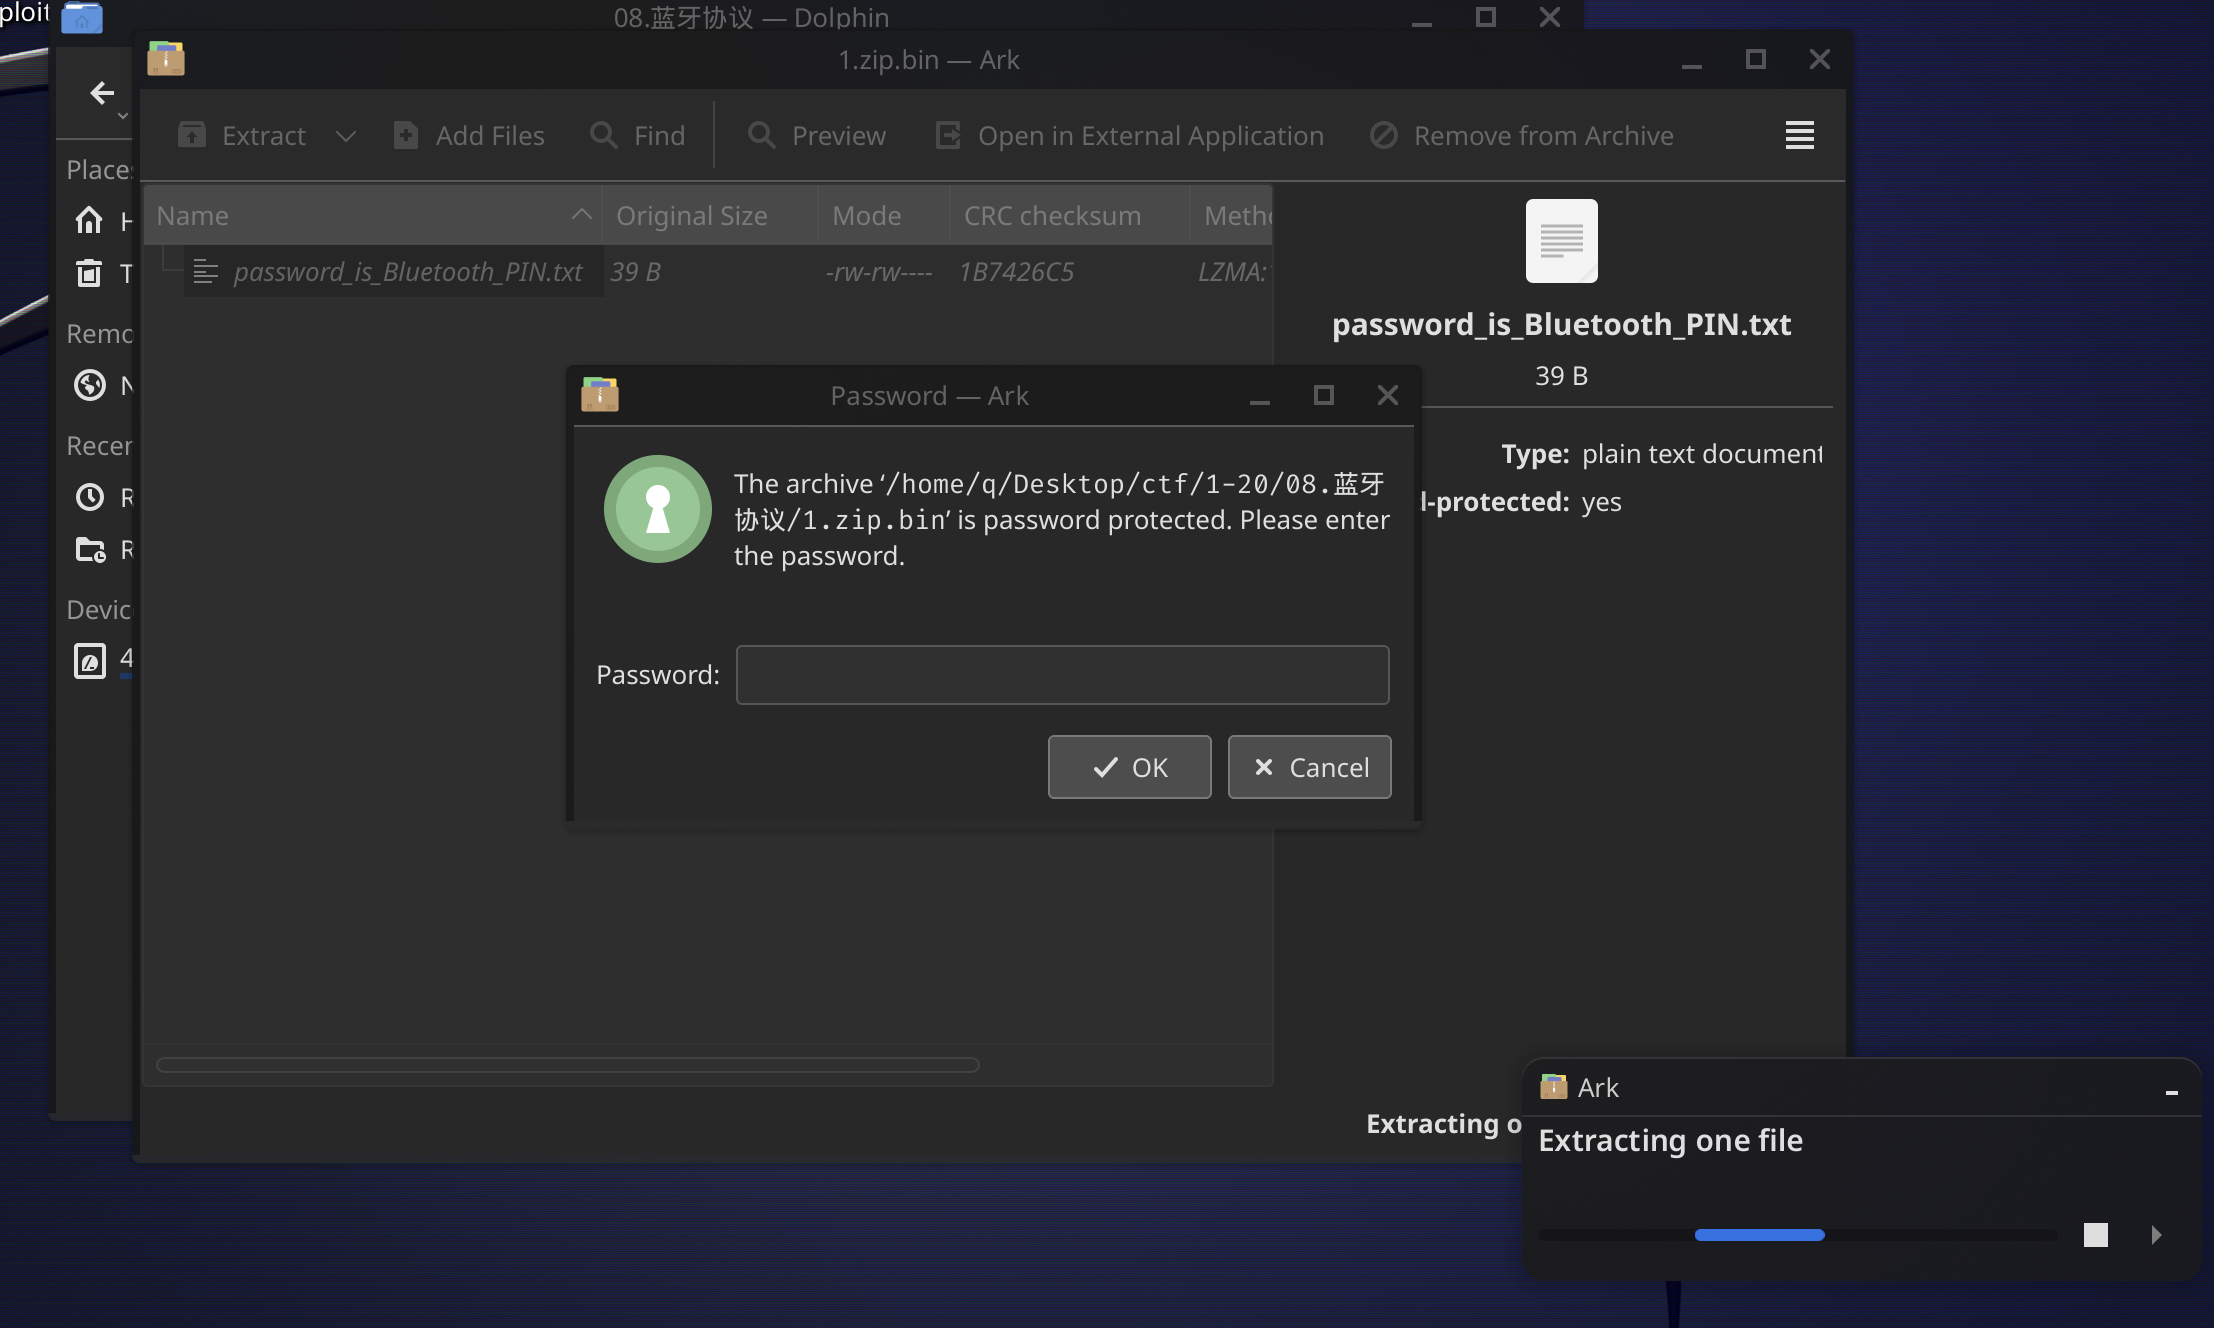 ploit
08.蓝牙协议 — Dolphin
1.zip.bin — Ark
Extract
Add Files
Find
Preview
Open in External Application
Remove from Archive
Places
H
T
Remo
N
Recen
R
R
Devic
4
Name
Original Size
Mode
CRC checksum
Metho
password_is_Bluetooth_PIN.txt
39 B
-rw-rw----
1B7426C5
LZMA:
password_is_Bluetooth_PIN.txt
39 B
Type: plain text document
d-protected: yes
Password — Ark
The archive ‘/home/q/Desktop/ctf/1-20/08.蓝牙
协议/1.zip.bin’ is password protected. Please enter
the password.
Password:
OK
Cancel
Extracting o
Ark
Extracting one file